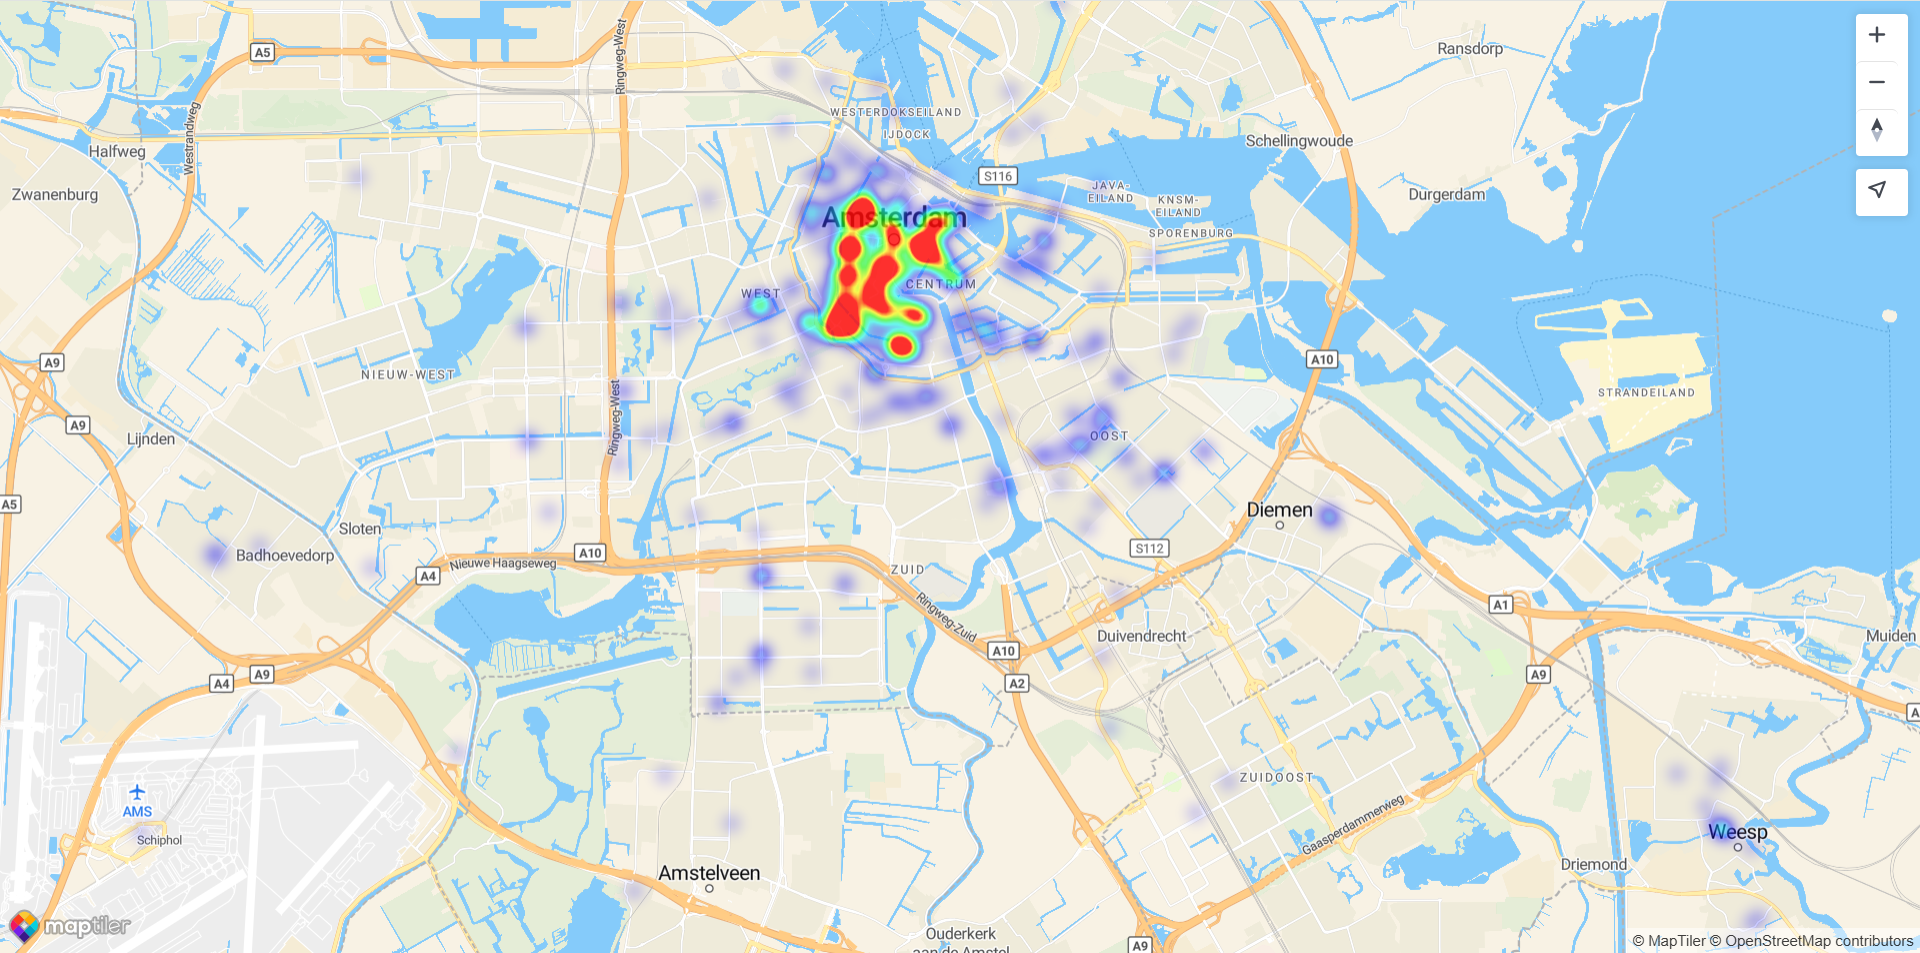 A5
Ringweg-West
Ransdorp
WESTERDOKSEILAND
IJDOCK
Westrandweg
Halfweg
Schellingwoude
S116
Zwanenburg
JAVA-
EILAND
KNSM-
EILAND
Durgerdam
Amsterdam
SPORENBURG
CENTRUM
WEST
A9
NIEUW-WEST
A10
Ringweg-West
STRANDEILAND
A9
Lijnden
OOST
A5
Sloten
Diemen
Badhoevedorp
A10
Nieuwe Haagseweg
A4
ZUID
S112
Ringweg-Zuid
A1
Duivendrecht
Muiden
A10
A4
A9
A2
A9
A
ZUIDOOST
AMS
Schiphol
Gaasperdammerweg
Weesp
Amstelveen
Driemond
maptiler
Ouderkerk
aan de Amstel
A9
© MapTiler © OpenStreetMap contributors